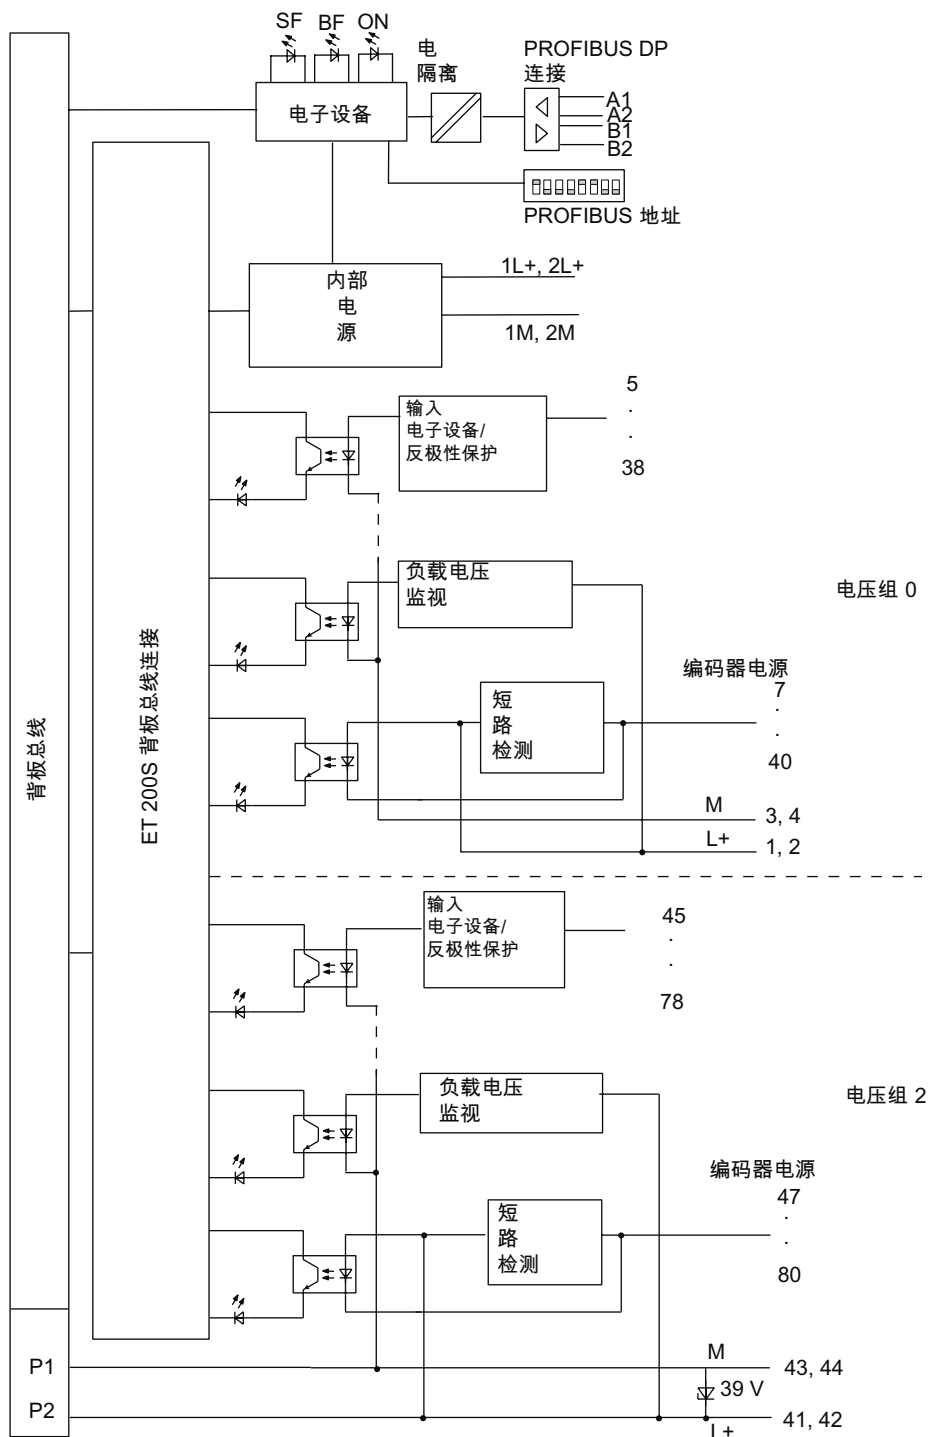 SF BF ON
电
隔离
PROFIBUS DP
连接
A1
A2
B1
B2
电子设备
PROFIBUS 地址
内部
电
源
1L+, 2L+
1M, 2M
输入
电子设备/
反极性保护
5
.
.
38
负载电压
监视
电压组 0
编码器电源
7
.
.
40
短
路
检测
M
3, 4
L+
1, 2
背板总线
ET 200S 背板总线连接
输入
电子设备/
反极性保护
45
.
.
78
负载电压
监视
电压组 2
编码器电源
47
.
.
80
短
路
检测
P1
M
43, 44
39 V
P2
L+
41, 42